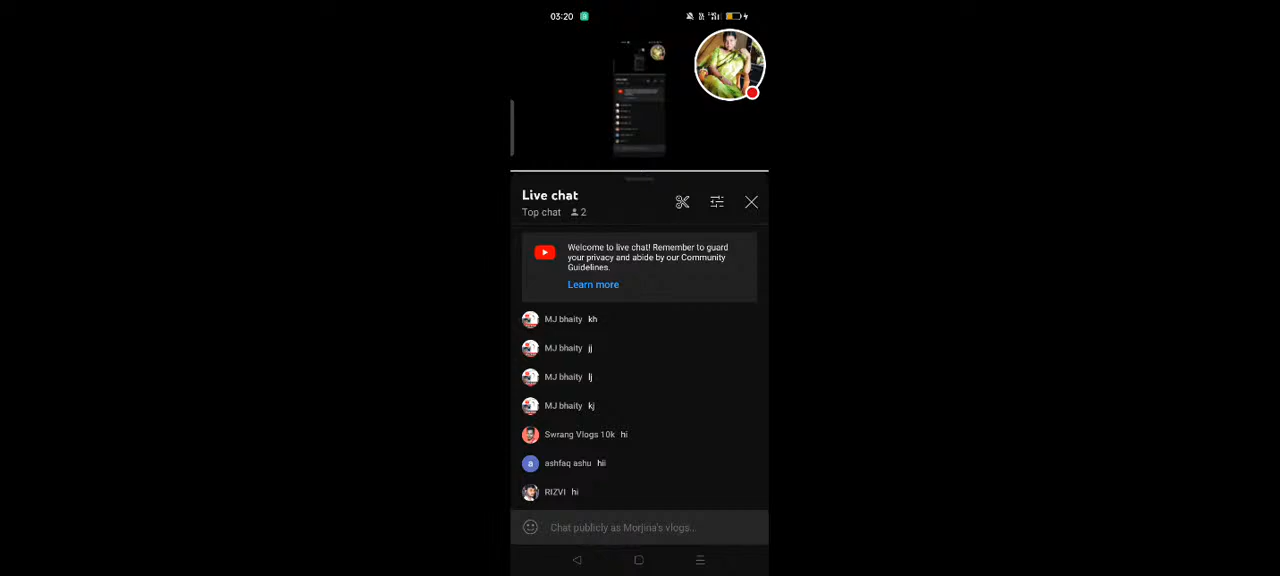 03:20
Live chat
Top chat 2
Welcome to live chat! Remember to guard
your privacy and abide by our Community
Guidelines.
Learn more
MJ bhaity kh
MJ bhaity jj
MJ bhaity lj
MJ bhaity kj
Swrang Vlogs 10k hi
a ashfaq ashu hii
RIZVI hi
Chat publicly as Morjina's vlogs...